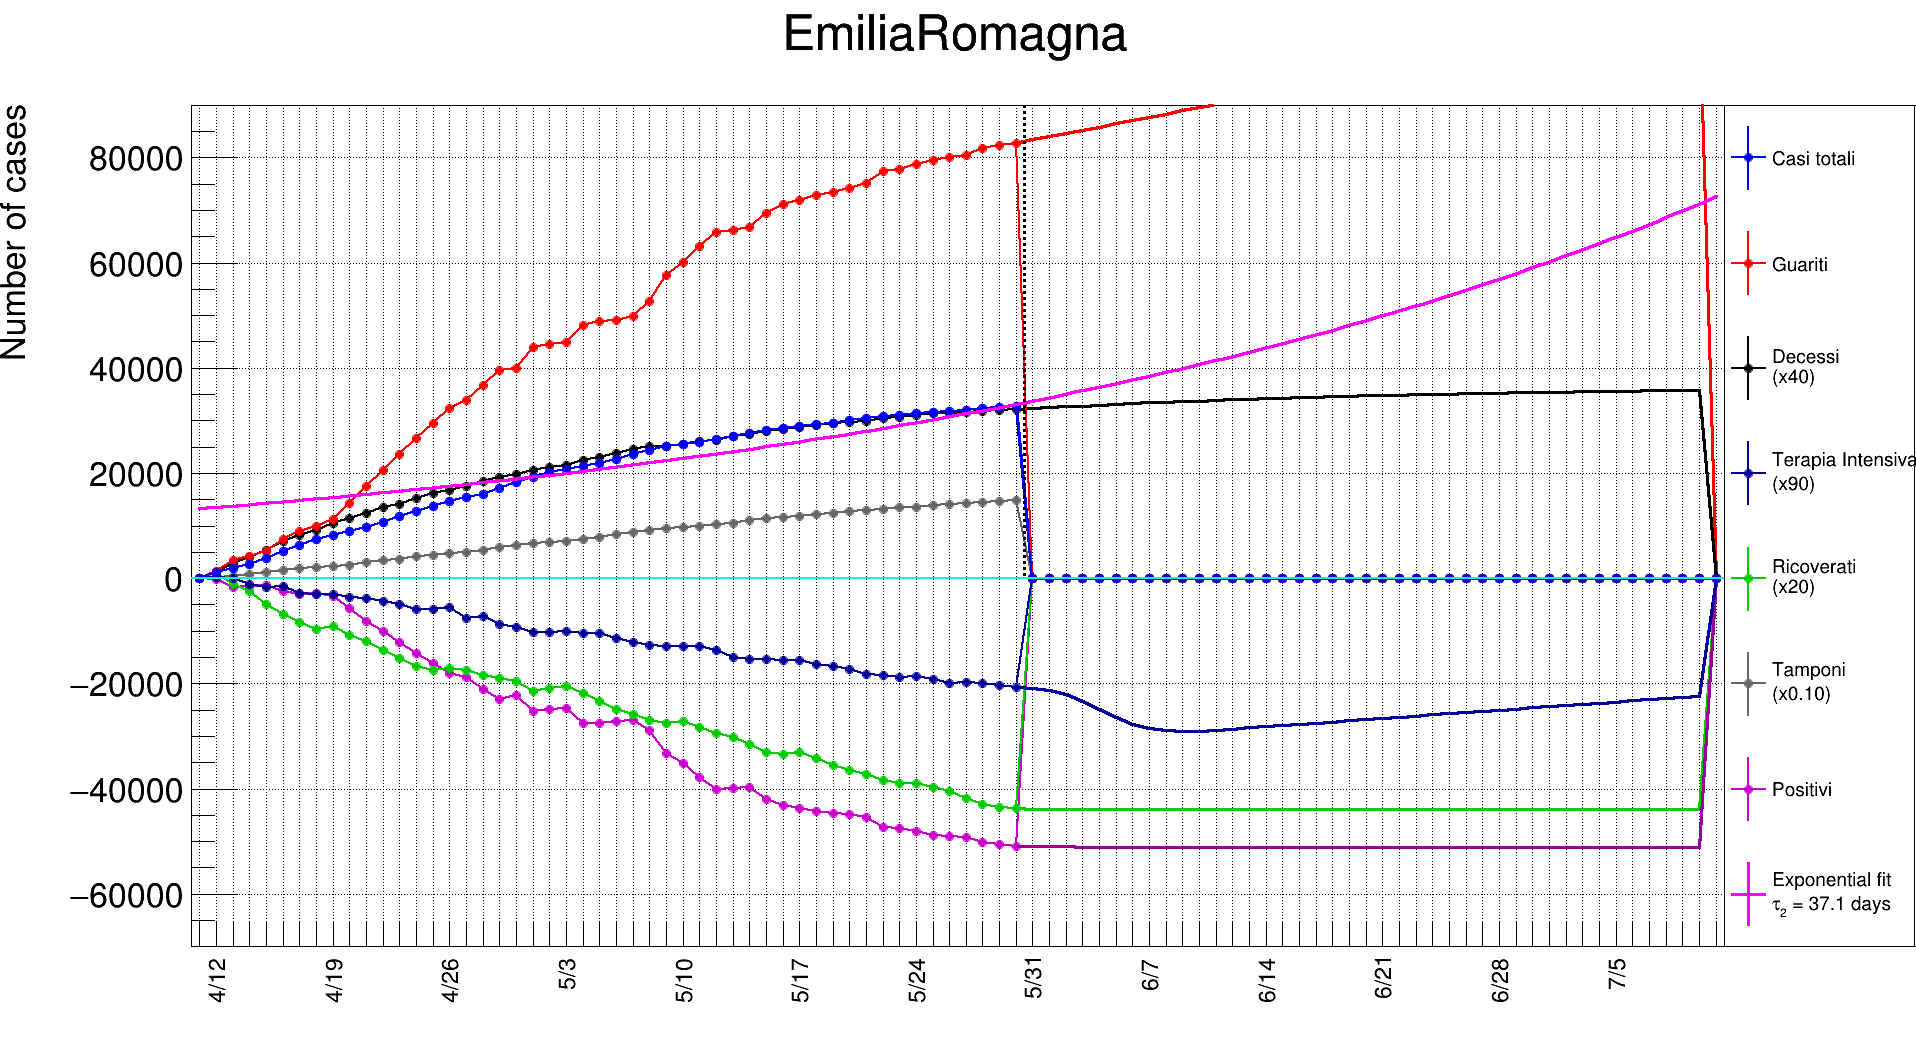 EmiliaRomagna
Number of cases
80000
60000
40000
20000
0
−20000
−40000
−60000
4/12
4/19
4/26
5/3
5/10
5/17
5/24
5/31
6/7
6/14
6/21
6/28
7/5
Casi totali
Guariti
Decessi
(x40)
Terapia Intensiva
(x90)
Ricoverati
(x20)
Tamponi
(x0.10)
Positivi
Exponential fit
τ2 = 37.1 days